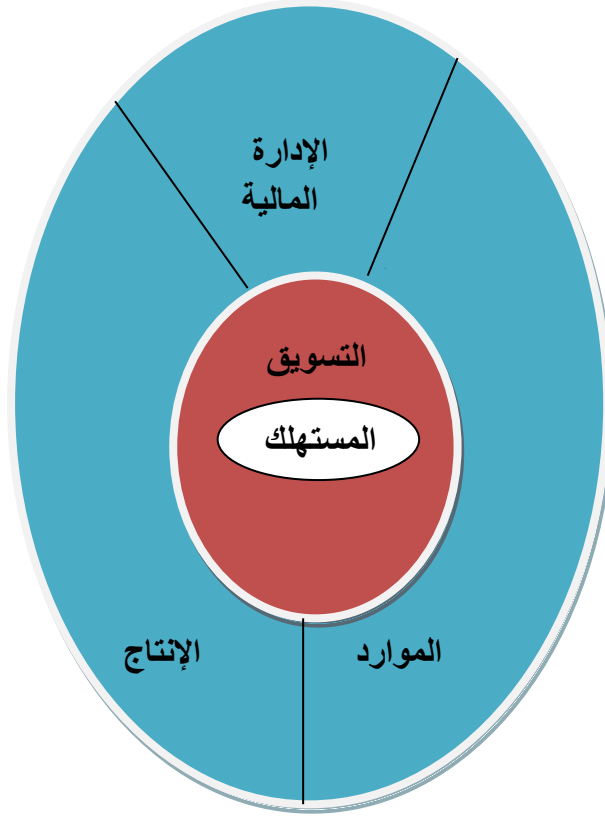 الإدارة
المالية
التسويق
المستهلك
الموارد
الإنتاج